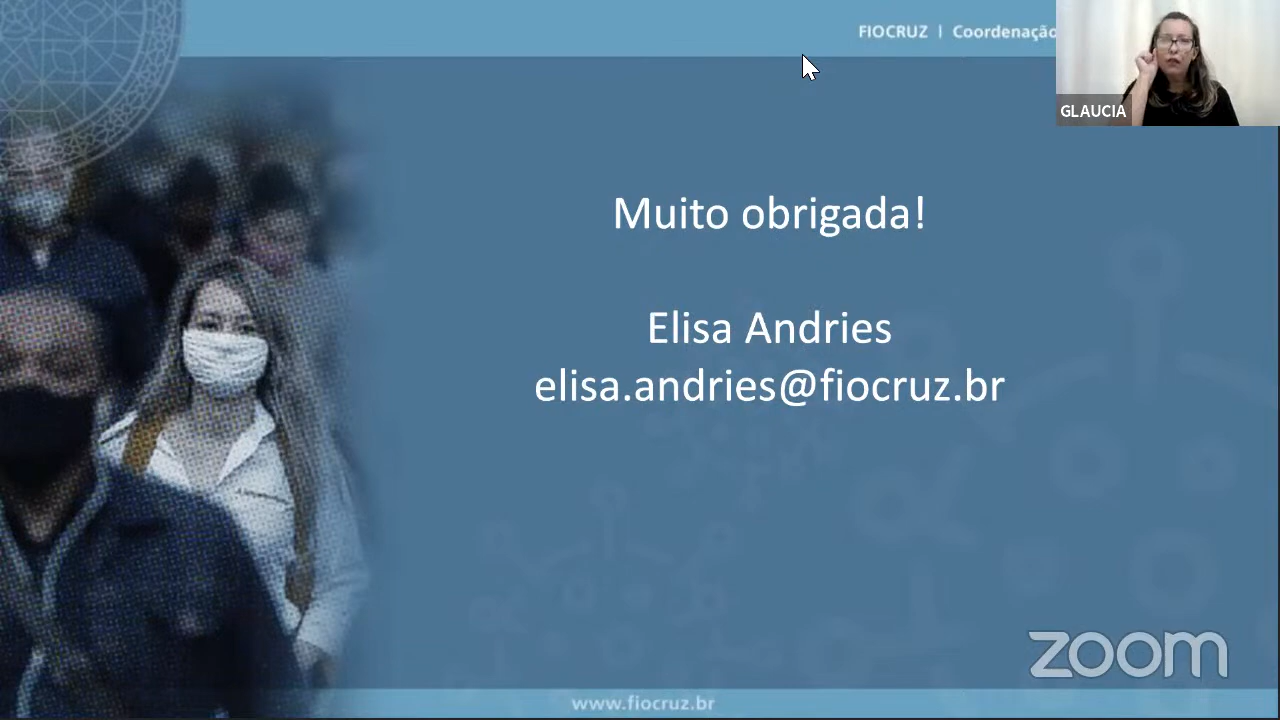 FIOCRUZ | Coordenação
GLAUCIA
Muito obrigada!
Elisa Andries
elisa.andries@fiocruz.br
zoom
www.fiocruz.br